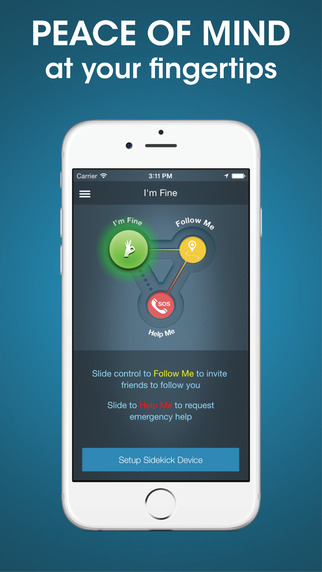 PEACE OF MIND
at your fingertips
Carrier 3:11 PM
I'm Fine
I'm Fine
Follow Me
SOS
Help Me
Slide control to Follow Me to invite
friends to follow you
Slide to Help Me to request
emergency help
Setup Sidekick Device